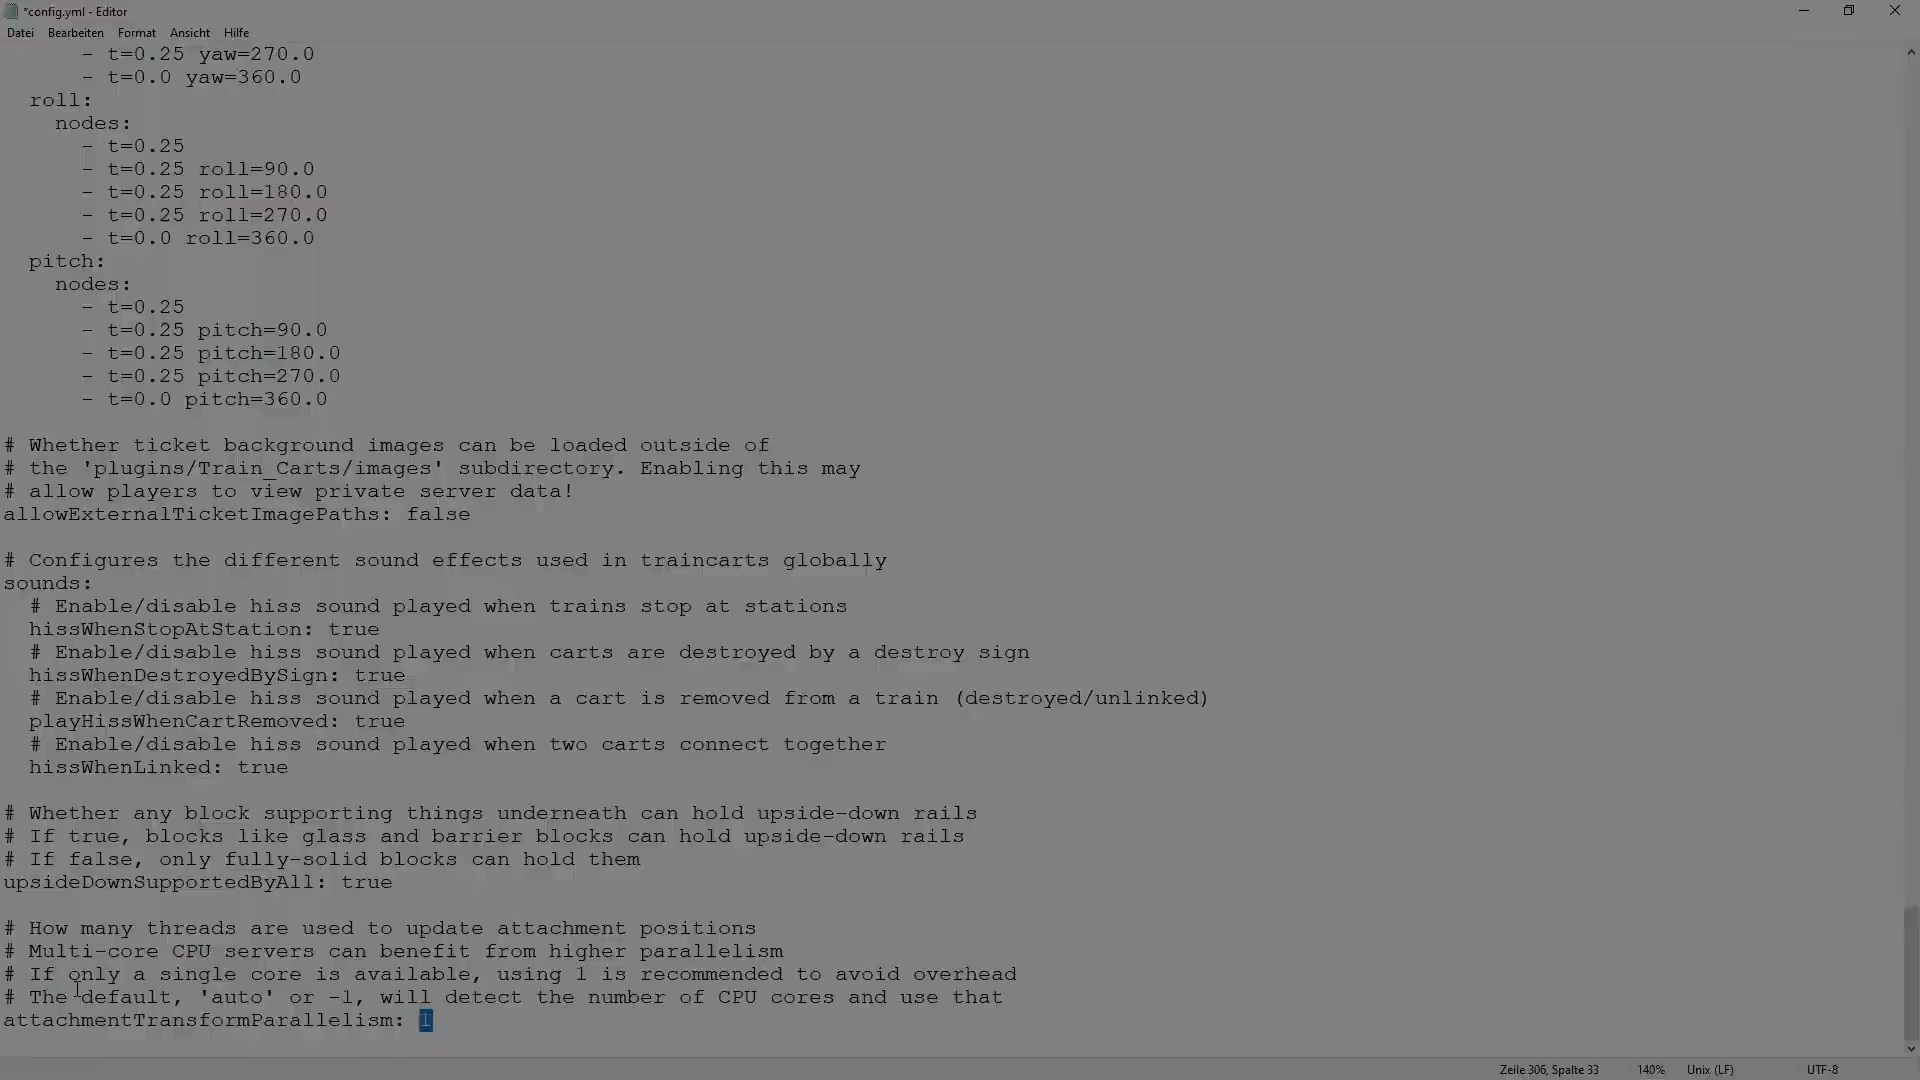 *config.yml - Editor
Datei Bearbeiten Format Ansicht Hilfe
- t=0.25 yaw=270.0
- t=0.0 yaw=360.0
roll:
nodes:
- t=0.25
- t=0.25 roll=90.0
- t=0.25 roll=180.0
- t=0.25 roll=270.0
- t=0.0 roll=360.0
pitch:
nodes:
- t=0.25
- t=0.25 pitch=90.0
- t=0.25 pitch=180.0
- t=0.25 pitch=270.0
- t=0.0 pitch=360.0
# Whether ticket background images can be loaded outside of
# the 'plugins/Train_Carts/images' subdirectory. Enabling this may
# allow players to view private server data!
allowExternalTicketImagePaths: false
# Configures the different sound effects used in traincarts globally
sounds:
# Enable/disable hiss sound played when trains stop at stations
hissWhenStopAtStation: true
# Enable/disable hiss sound played when carts are destroyed by a destroy sign
hissWhenDestroyedBySign: true
# Enable/disable hiss sound played when a cart is removed from a train (destroyed/unlinked)
playHissWhenCartRemoved: true
# Enable/disable hiss sound played when two carts connect together
hissWhenLinked: true
# Whether any block supporting things underneath can hold upside-down rails
# If true, blocks like glass and barrier blocks can hold upside-down rails
# If false, only fully-solid blocks can hold them
upsideDownSupportedByAll: true
# How many threads are used to update attachment positions
# Multi-core CPU servers can benefit from higher parallelism
# If only a single core is available, using 1 is recommended to avoid overhead
# The default, 'auto' or -1, will detect the number of CPU cores and use that
attachmentTransformParallelism: 1
Zeile 306, Spalte 33 140% Unix (LF) UTF-8